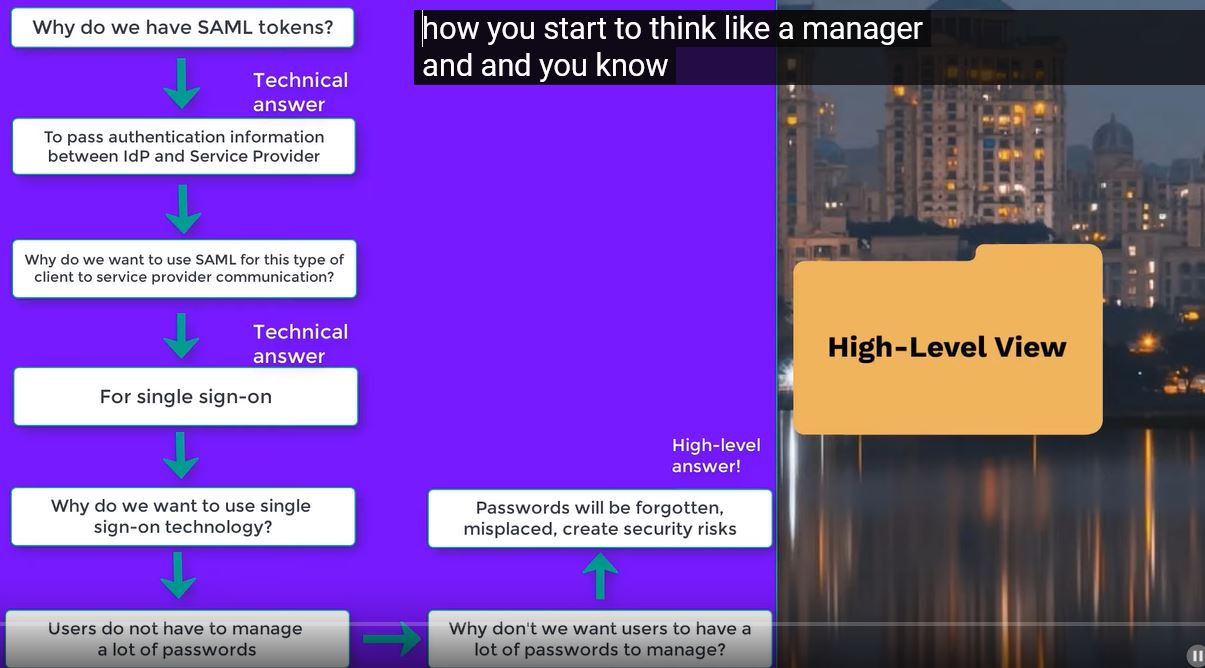 Why do we have SAML tokens?
how you start to think like a manager
and and you know
Technical
answer
To pass authentication information
between IdP and Service Provider
Why do we want to use SAML for this type of
client to service provider communication?
Technical
answer
For single sign-on
Why do we want to use single
sign-on technology?
Users do not have to manage
a lot of passwords
Why don't we want users to have a
lot of passwords to manage?
High-level
answer!
Passwords will be forgotten,
misplaced, create security risks
High-Level View